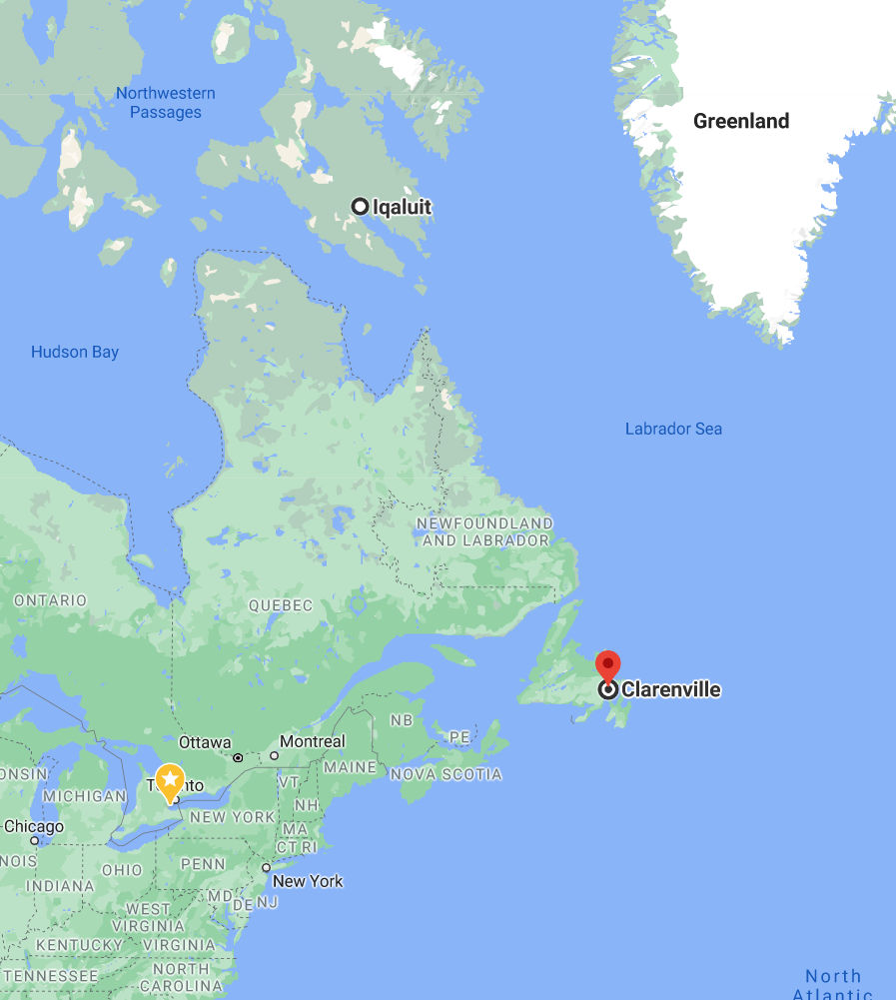 Northwestern
Passages
Greenland
Iqaluit
Hudson Bay
Labrador Sea
NEWFOUNDLAND
AND LABRADOR
ONTARIO
QUEBEC
Clarenville
NB
PE
Ottawa
Montreal
MAINE
NOVA SCOTIA
ONSIN
MICHIGAN
VT
NH
NEW YORK
Chicago
MA
CT RI
NOIS
OHIO
PENN
New York
INDIANA
MD
DE
NJ
WEST
VIRGINIA
KENTUCKY
VIRGINIA
TENNESSEE
NORTH
CAROLINA
North
Atlantic